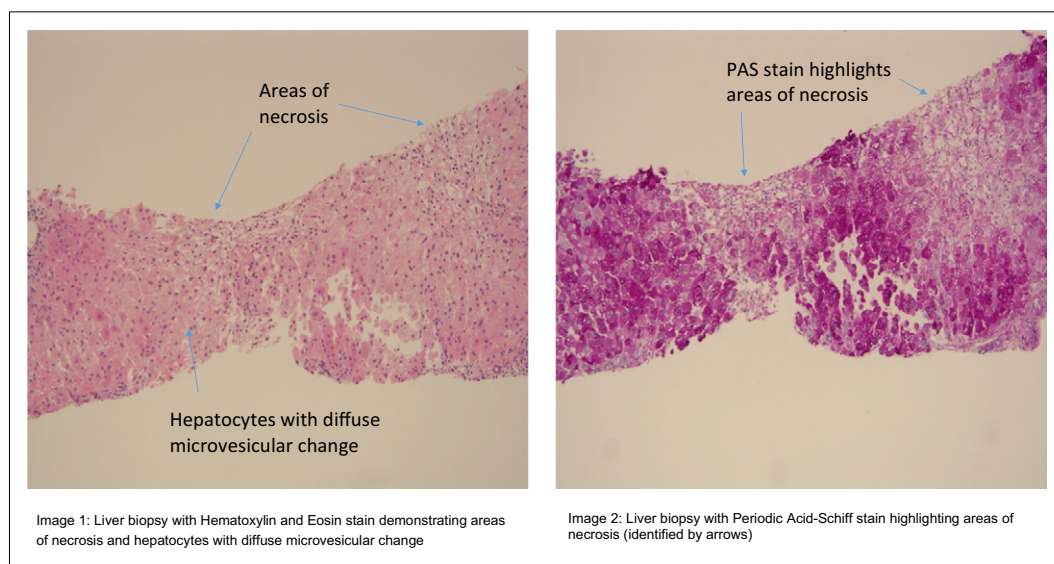 Areas of
necrosis
Hepatocytes with diffuse
microvesicular change
PAS stain highlights
areas of necrosis
Image 1: Liver biopsy with Hematoxylin and Eosin stain demonstrating areas
of necrosis and hepatocytes with diffuse microvesicular change
Image 2: Liver biopsy with Periodic Acid-Schiff stain highlighting areas of
necrosis (identified by arrows)